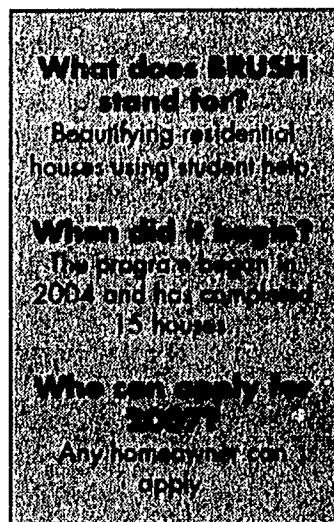 What does BRUSH
stand for?
Beautifying residential
houses using student help.
When did it begin?
The program began in
2004 and has completed
15 houses.
Who can apply for
2007?
Any homeowner can
apply.